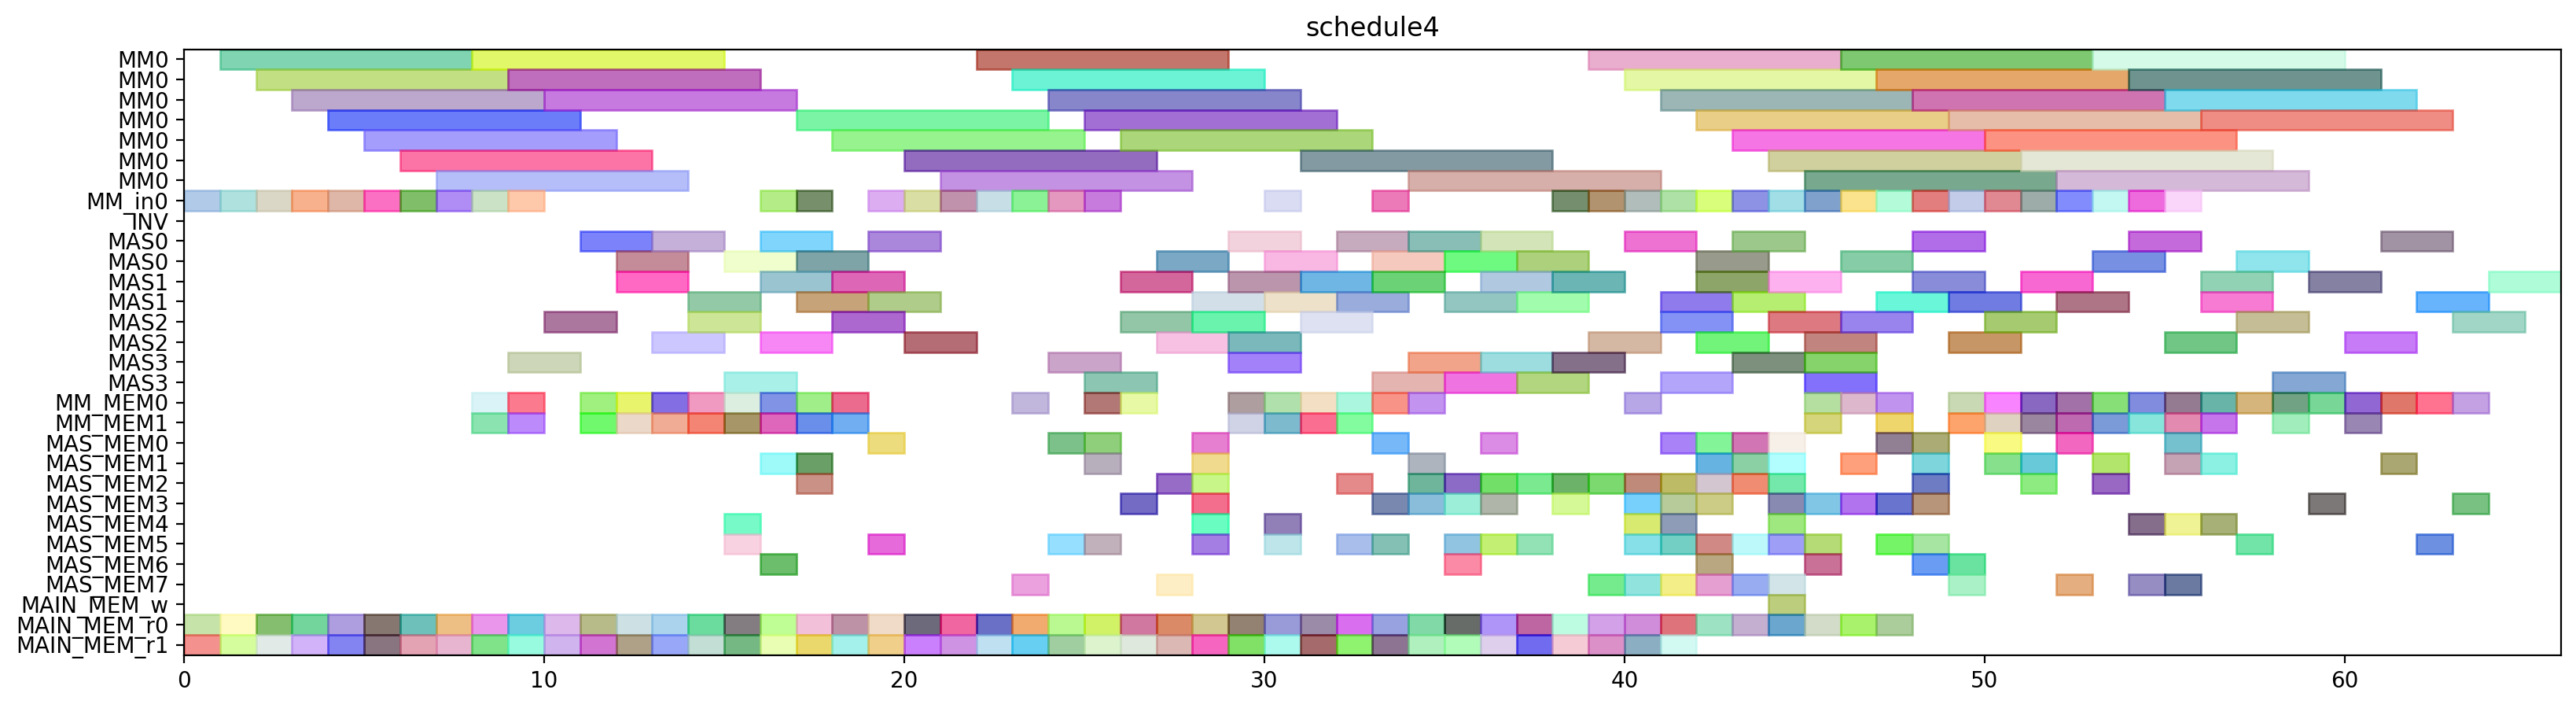 schedule4
MM0
MM0
MM0
MM0
MM0
MM0
MM0
MM_in0
INV
MAS0
MAS0
MAS1
MAS1
MAS2
MAS2
MAS3
MAS3
MM_MEM0
MM_MEM1
MAS_MEM0
MAS_MEM1
MAS_MEM2
MAS_MEM3
MAS_MEM4
MAS_MEM5
MAS_MEM6
MAS_MEM7
MAIN_MEM_w
MAIN_MEM_r0
MAIN_MEM_r1
0 10 20 30 40 50 60